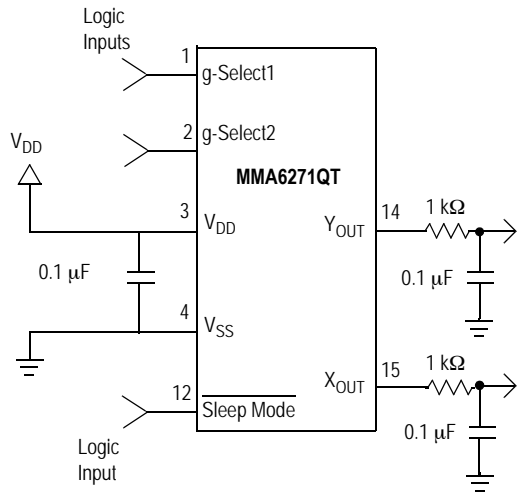 Logic
Inputs
1
g-Select1
2
g-Select2
V_DD
MMA6271QT
3
V_DD
Y_OUT
14
1 kΩ
0.1 μF
0.1 μF
4
V_SS
X_OUT
15
1 kΩ
12
Sleep Mode
0.1 μF
Logic
Input